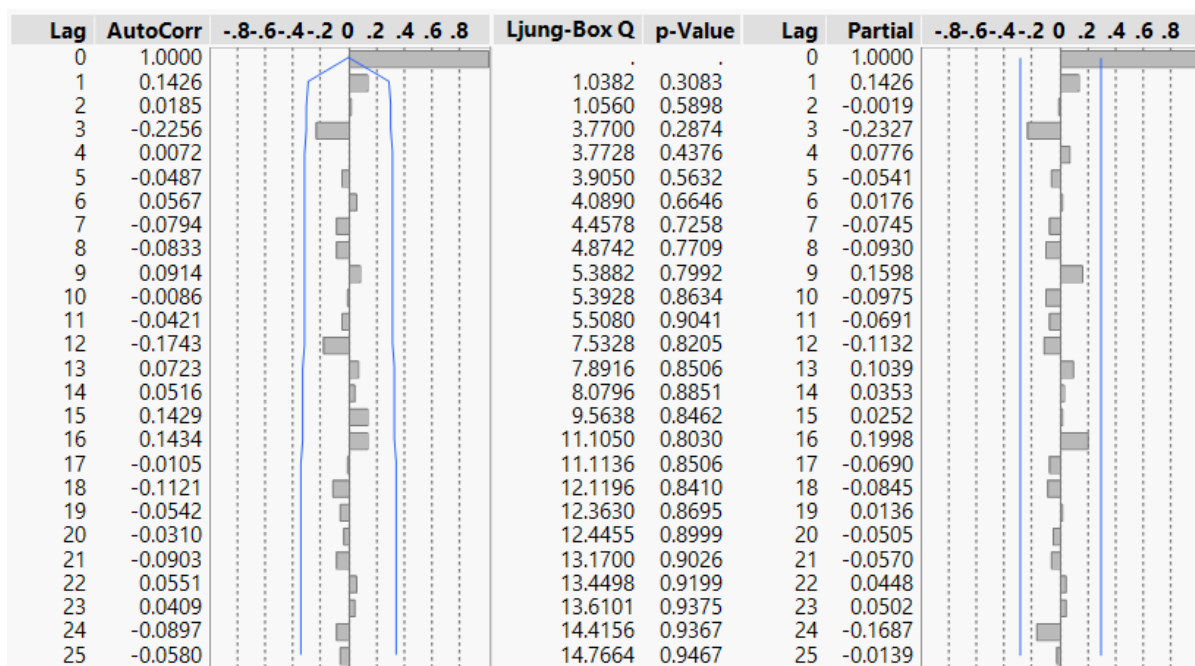 Lag AutoCorr -.8-.6-.4-.2 0 .2 .4 .6 .8 Ljung-Box Q p-Value Lag Partial -.8-.6-.4-.2 0 .2 .4 .6 .8
0 1.0000 . . 0 1.0000
1 0.1426 1.0382 0.3083 1 0.1426
2 0.0185 1.0560 0.5898 2 -0.0019
3 -0.2256 3.7700 0.2874 3 -0.2327
4 0.0072 3.7728 0.4376 4 0.0776
5 -0.0487 3.9050 0.5632 5 -0.0541
6 0.0567 4.0890 0.6646 6 0.0176
7 -0.0794 4.4578 0.7258 7 -0.0745
8 -0.0833 4.8742 0.7709 8 -0.0930
9 0.0914 5.3882 0.7992 9 0.1598
10 -0.0086 5.3928 0.8634 10 -0.0975
11 -0.0421 5.5080 0.9041 11 -0.0691
12 -0.1743 7.5328 0.8205 12 -0.1132
13 0.0723 7.8916 0.8506 13 0.1039
14 0.0516 8.0796 0.8851 14 0.0353
15 0.1429 9.5638 0.8462 15 0.0252
16 0.1434 11.1050 0.8030 16 0.1998
17 -0.0105 11.1136 0.8506 17 -0.0690
18 -0.1121 12.1196 0.8410 18 -0.0845
19 -0.0542 12.3630 0.8695 19 0.0136
20 -0.0310 12.4455 0.8999 20 -0.0505
21 -0.0903 13.1700 0.9026 21 -0.0570
22 0.0551 13.4498 0.9199 22 0.0448
23 0.0409 13.6101 0.9375 23 0.0502
24 -0.0897 14.4156 0.9367 24 -0.1687
25 -0.0580 14.7664 0.9467 25 -0.0139